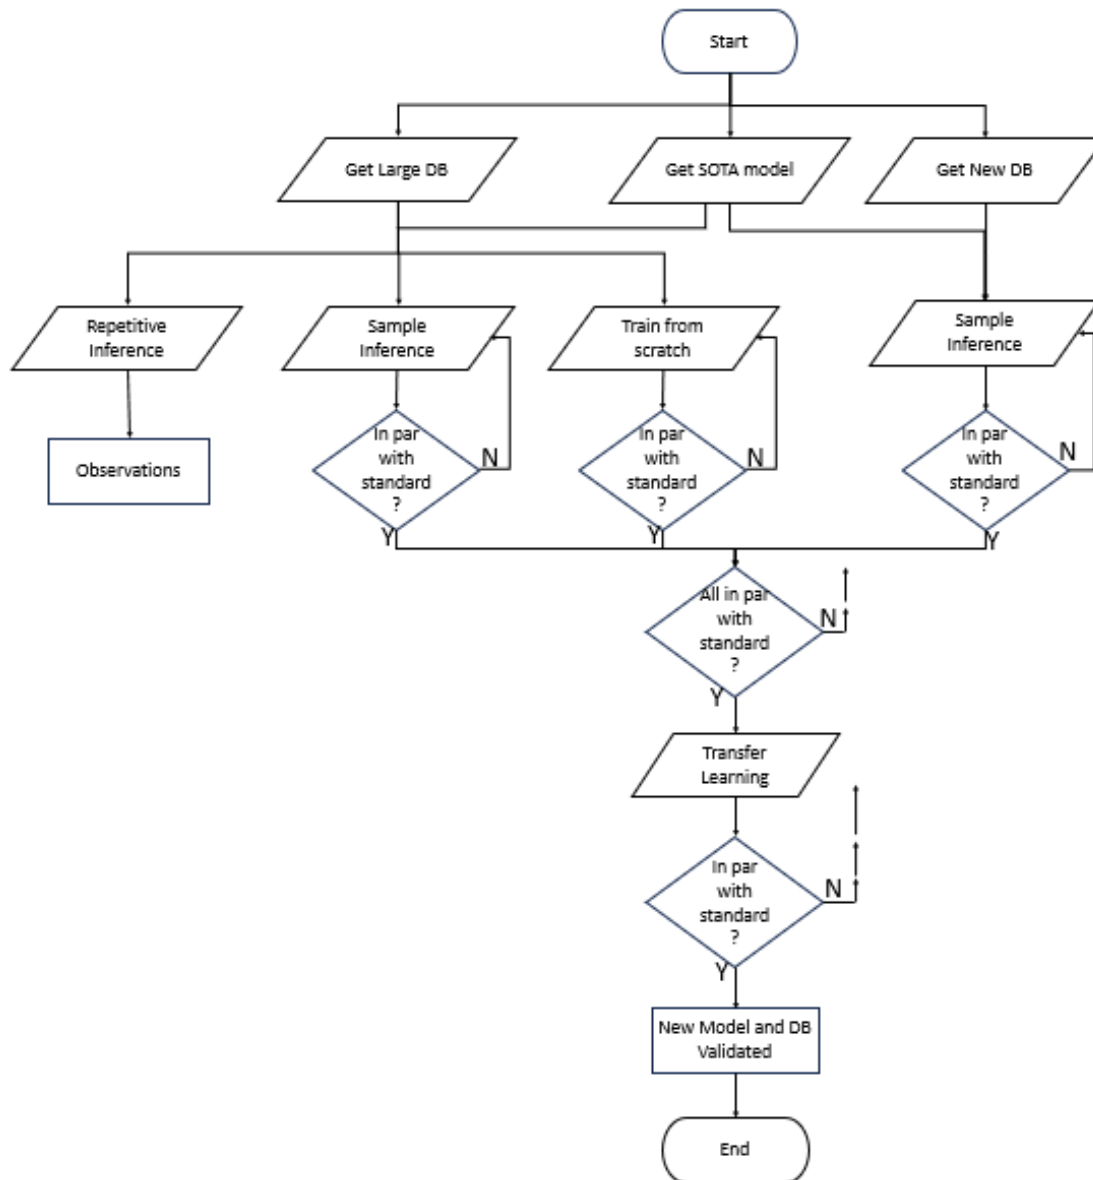 Start
Get Large DB
Get SOTA model
Get New DB
Repetitive
Inference
Sample
Inference
Train from
scratch
Sample
Inference
Observations
In par
with
standard
?
N
Y
In par
with
standard
?
N
Y
In par
with
standard
?
N
Y
All in par
with
standard
?
N
Y
Transfer
Learning
In par
with
standard
?
N
Y
New Model and DB
Validated
End